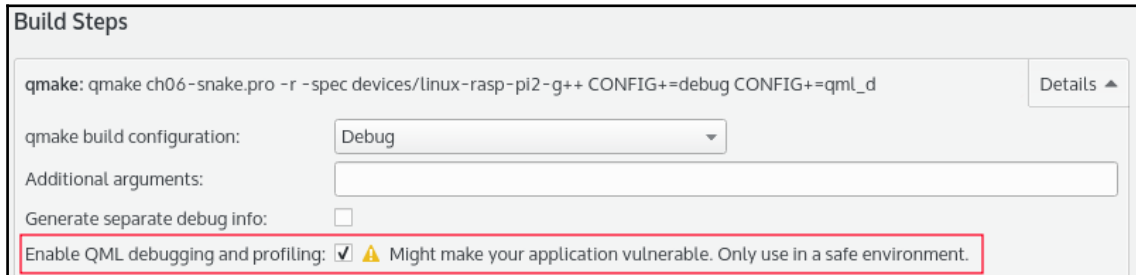 Build Steps
qmake: qmake ch06-snake.pro -r -spec devices/linux-rasp-pi2-g++ CONFIG+=debug CONFIG+=qml_d
Details
qmake build configuration:
Debug
Additional arguments:
Generate separate debug info:
Enable QML debugging and profiling: Might make your application vulnerable. Only use in a safe environment.